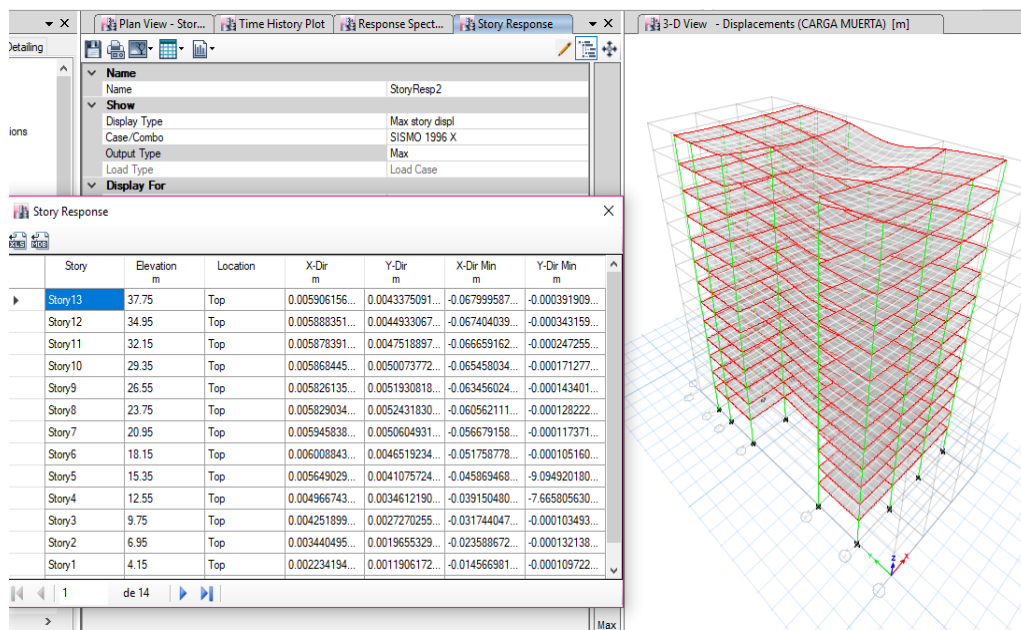 Plan View - Stor...
Time History Plot
Response Spect...
Story Response
3-D View - Displacements (CARGA MUERTA) [m]
Detailing
ions
Name
Name StoryResp2
Show
Display Type Max story displ
Case/Combo SISMO 1996 X
Output Type Max
Load Type Load Case
Display For
Story Response
XLS MDB
Story Elevation Location X-Dir Y-Dir X-Dir Min Y-Dir Min
m m m m m
Story13 37.75 Top 0.005906156... 0.0043375091... -0.067999587... -0.000391909...
Story12 34.95 Top 0.005888351... 0.0044933067... -0.067404039... -0.000343159...
Story11 32.15 Top 0.005878391... 0.0047518897... -0.066659162... -0.000247255...
Story10 29.35 Top 0.005868445... 0.0050073772... -0.065458034... -0.000171277...
Story9 26.55 Top 0.005826135... 0.0051930818... -0.063456024... -0.000143401...
Story8 23.75 Top 0.005829034... 0.0052431830... -0.060562111... -0.000128222...
Story7 20.95 Top 0.005945838... 0.0050604931... -0.056679158... -0.000117371...
Story6 18.15 Top 0.006008843... 0.0046519234... -0.051758778... -0.000105160...
Story5 15.35 Top 0.005649029... 0.0041075724... -0.045869468... -9.094920180...
Story4 12.55 Top 0.004966743... 0.0034612190... -0.039150480... -7.665805630...
Story3 9.75 Top 0.004251899... 0.0027270255... -0.031744047... -0.000103493...
Story2 6.95 Top 0.003440495... 0.0019655329... -0.023588672... -0.000132138...
Story1 4.15 Top 0.002234194... 0.0011906172... -0.014566981... -0.000109722...
1 de 14
Max
Z
Y
X